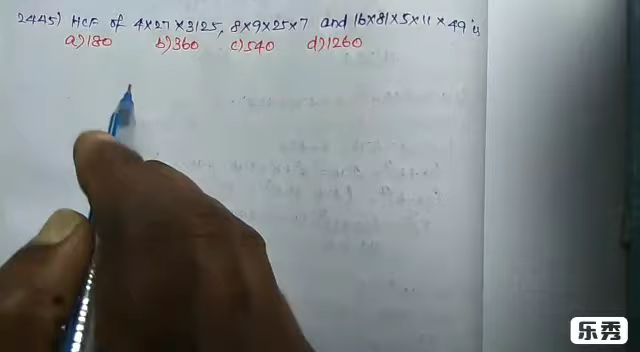 2445) HCF of 4×27×3125, 8×9×25×7 and 16×81×5×11×49 is
a) 180 b) 360 c) 540 d) 1260
乐秀